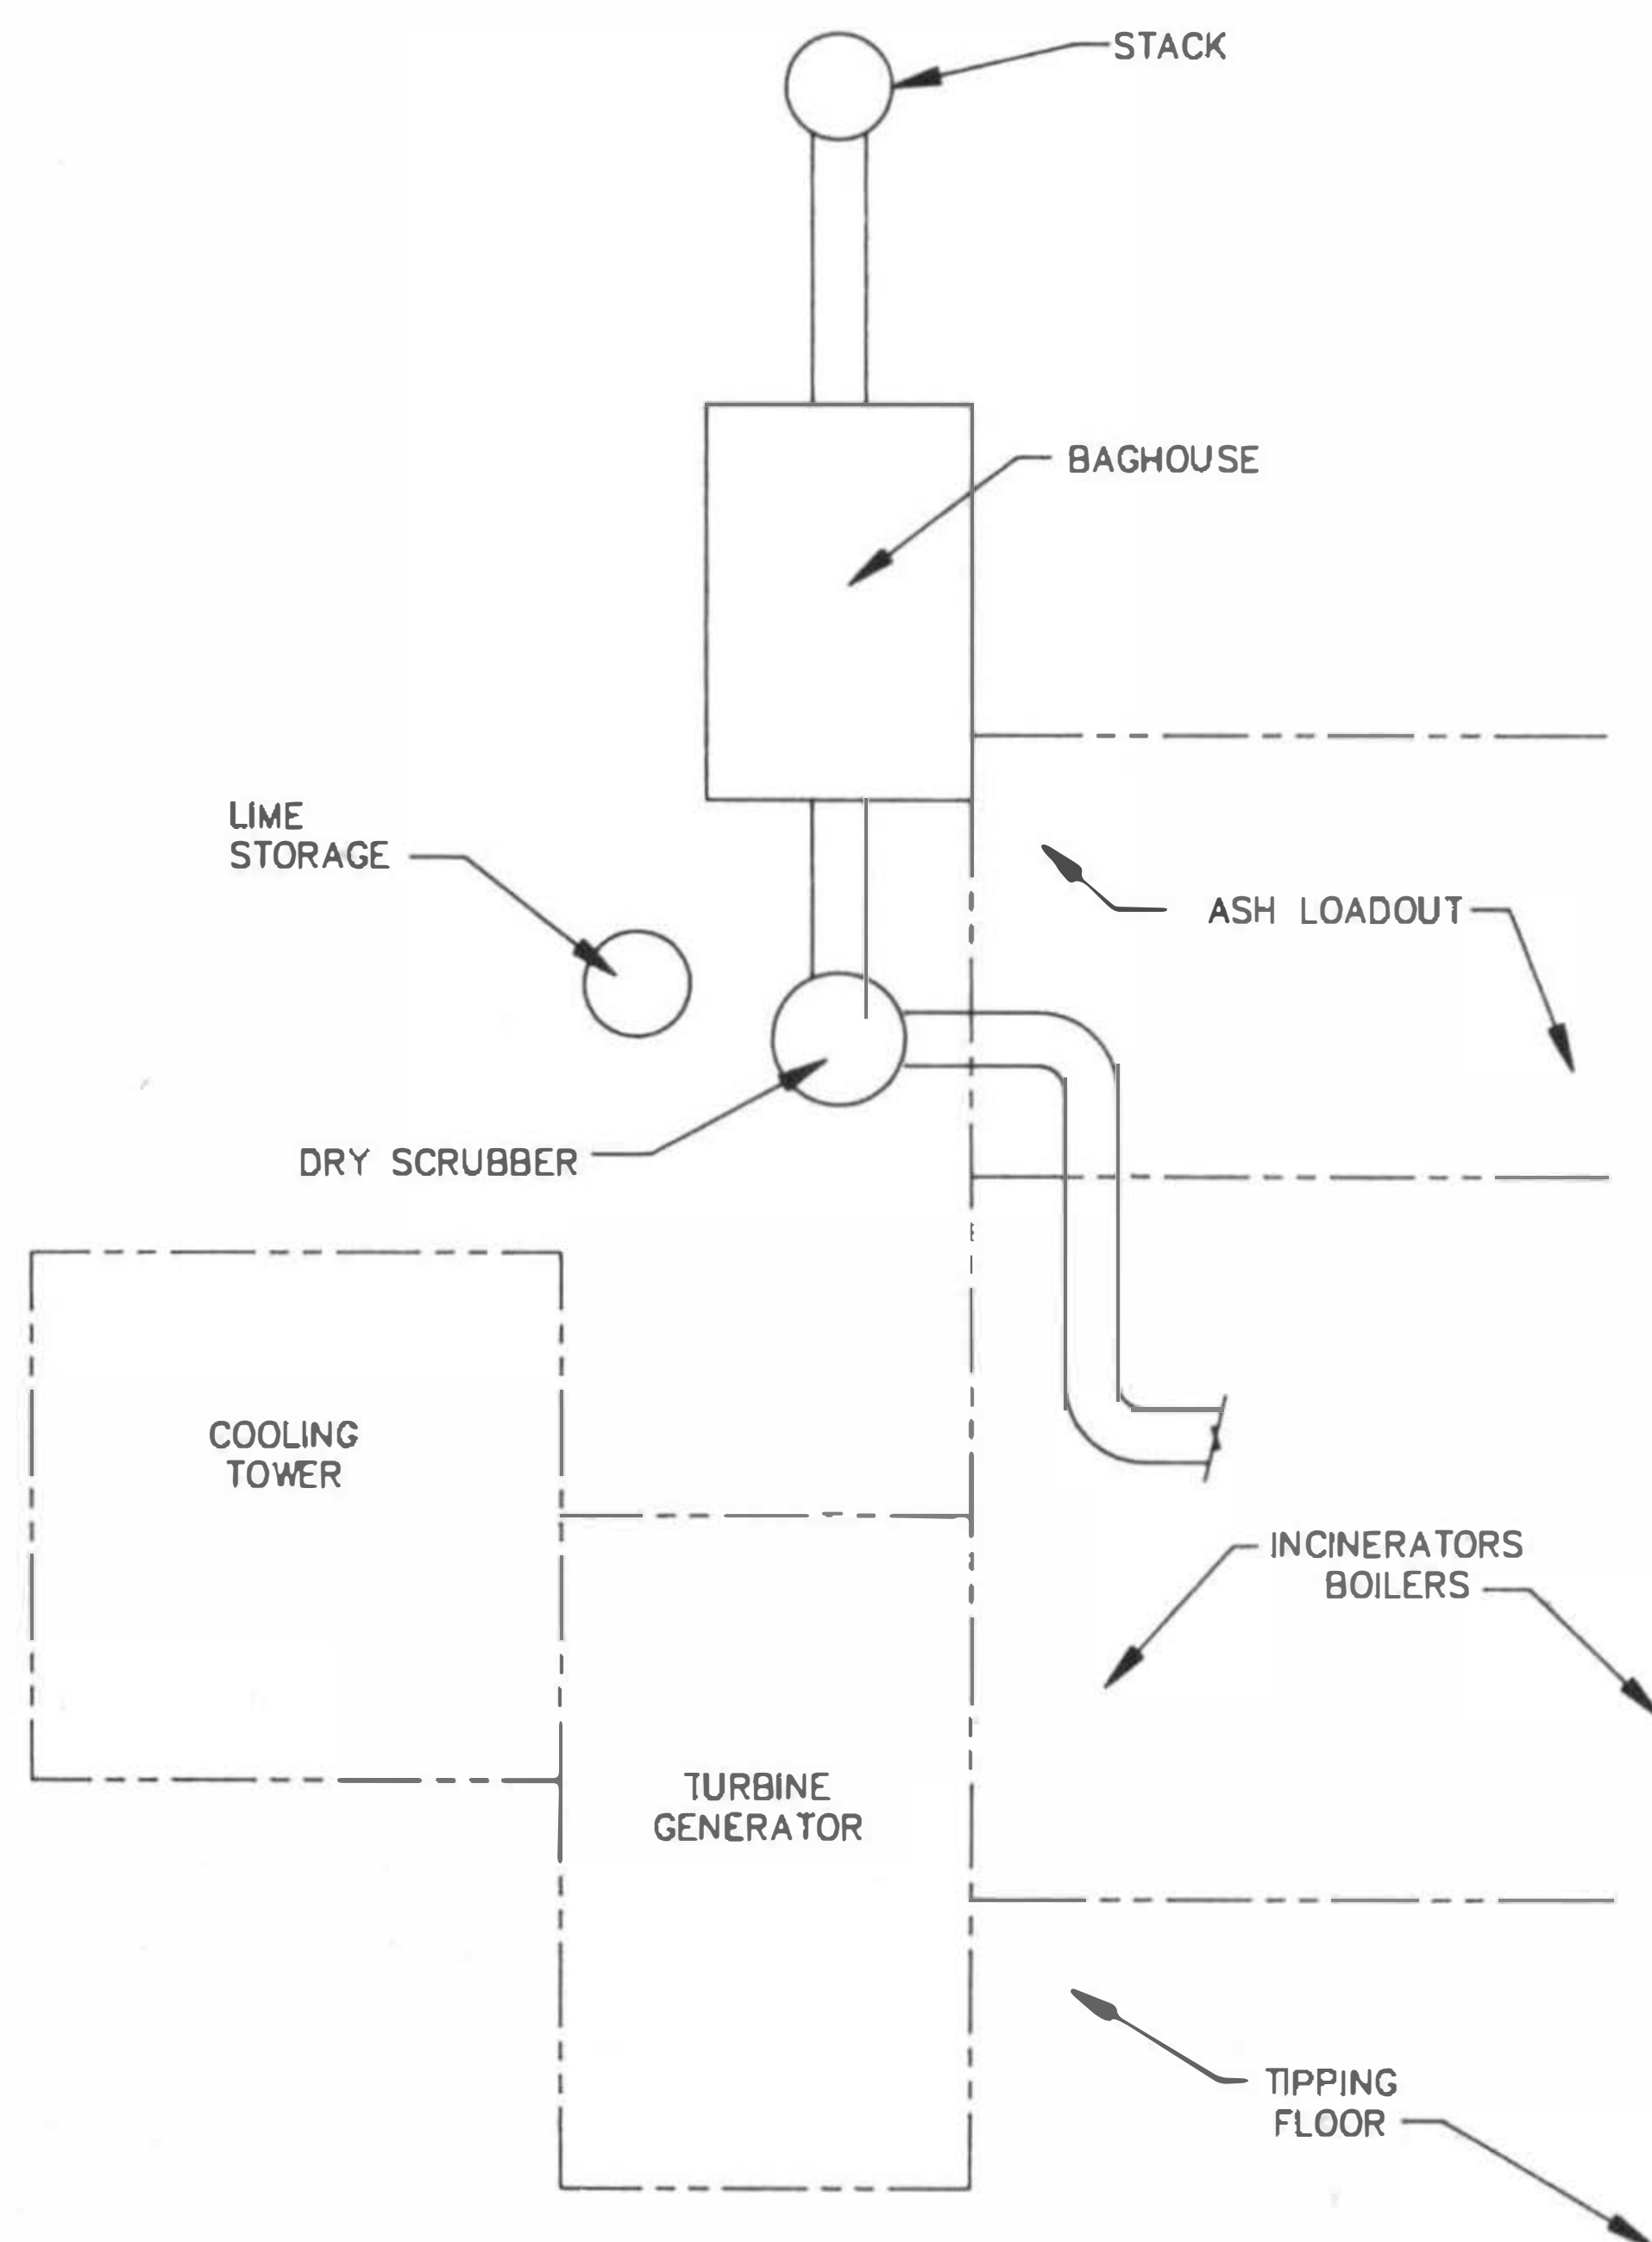 STACK
BAGHOUSE
LIME
STORAGE
ASH LOADOUT
DRY SCRUBBER
COOLING
TOWER
INCINERATORS
BOILERS
TURBINE
GENERATOR
TIPPING
FLOOR